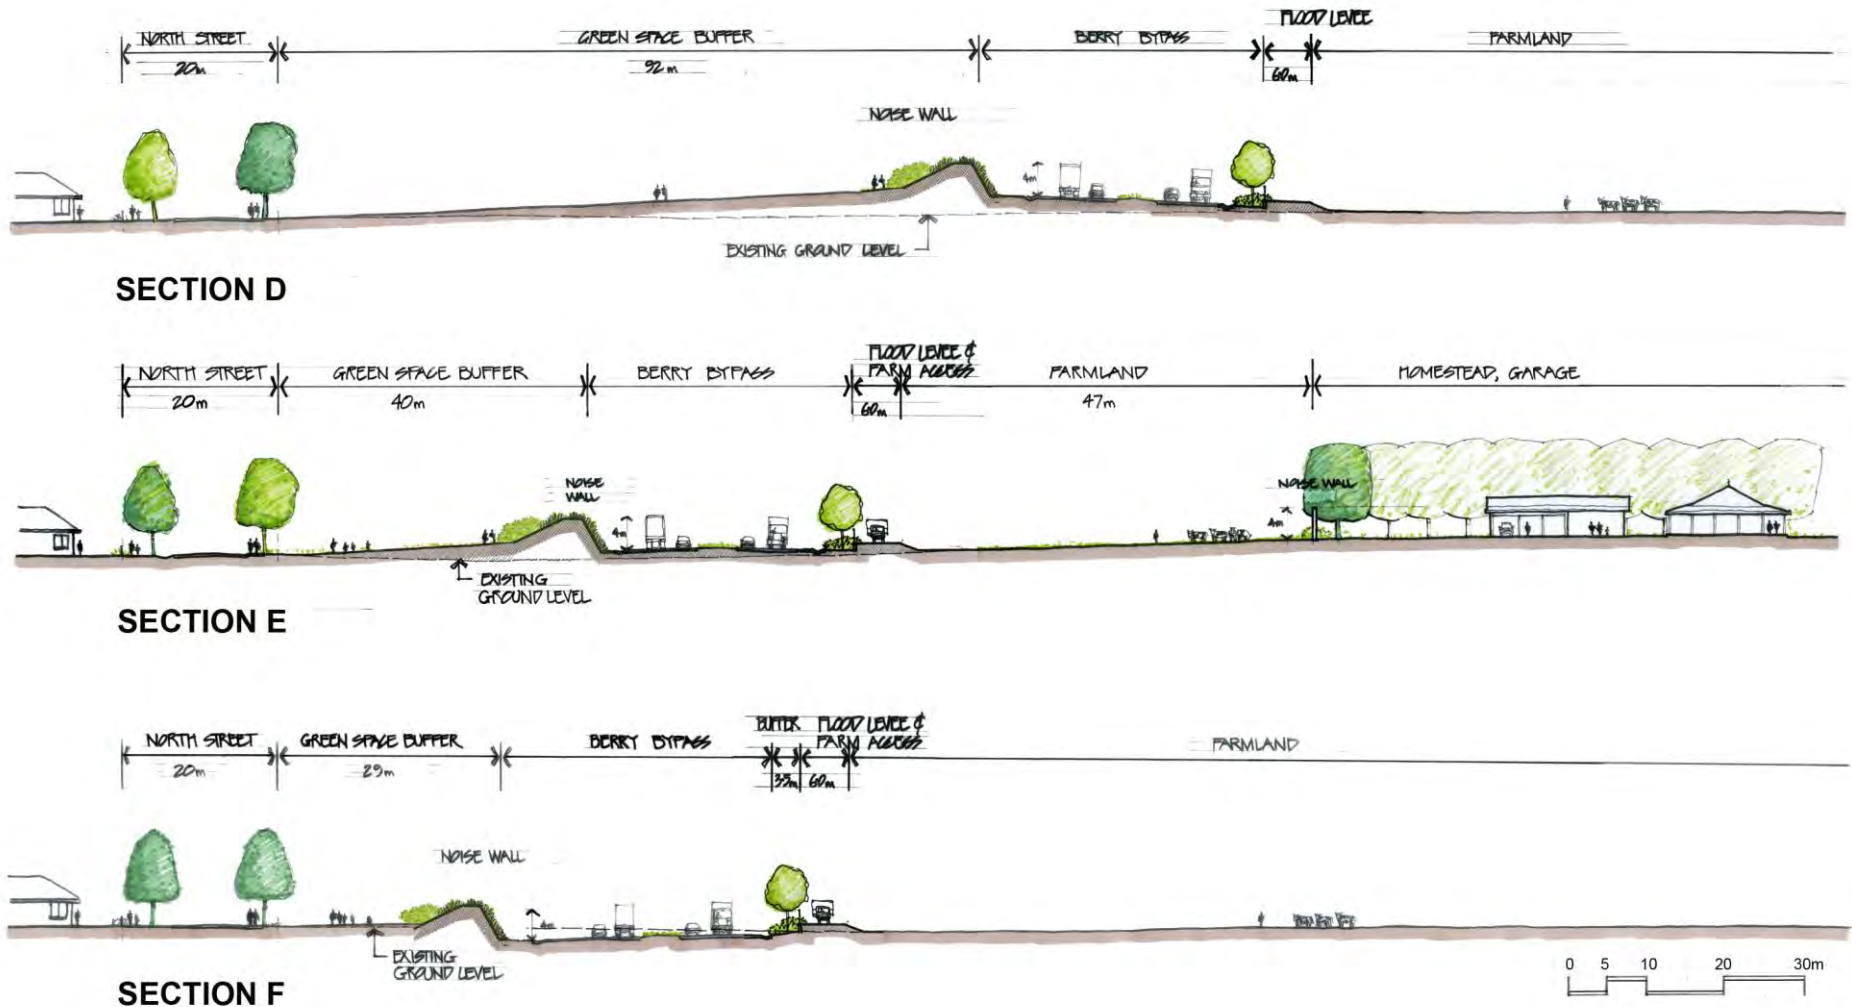 FLOOD LEVEE
NORTH STREET GREEN SPACE BUFFER BERRY BYPASS FARMLAND
20m 92m 60m
NOISE WALL
4m
EXISTING GROUND LEVEL
SECTION D
FLOOD LEVEE &
NORTH STREET GREEN SPACE BUFFER BERRY BYPASS FARM ACCESS FARMLAND HOMESTEAD, GARAGE
20m 40m 60m 47m
NOISE
WALL
NOISE WALL
4m 4m
EXISTING
GROUND LEVEL
SECTION E
BUFFER FLOOD LEVEE &
NORTH STREET GREEN SPACE BUFFER BERRY BYPASS FARM ACCESS FARMLAND
20m 29m 35m 60m
NOISE WALL
4m
EXISTING
GROUND LEVEL
0 5 10 20 30m
SECTION F